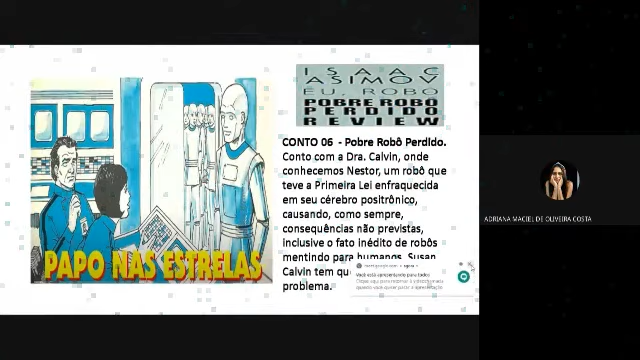 ISAAC
ASIMOV
EU, ROBÔ
POBRE ROBÔ
PERDIDO
REVIEW
CONTO 06 - Pobre Robô Perdido.
Conto com a Dra. Calvin, onde
conhecemos Nestor, um robô que
teve a Primeira Lei enfraquecida
em seu cérebro positrônico,
causando, como sempre,
consequências não previstas,
inclusive o fato inédito de robôs
mentindo para humanos. Susan
Calvin tem qu
problema.
PAPO NAS ESTRELAS
Você está apresentando para todos
ADRIANA MACIEL DE OLIVEIRA COSTA